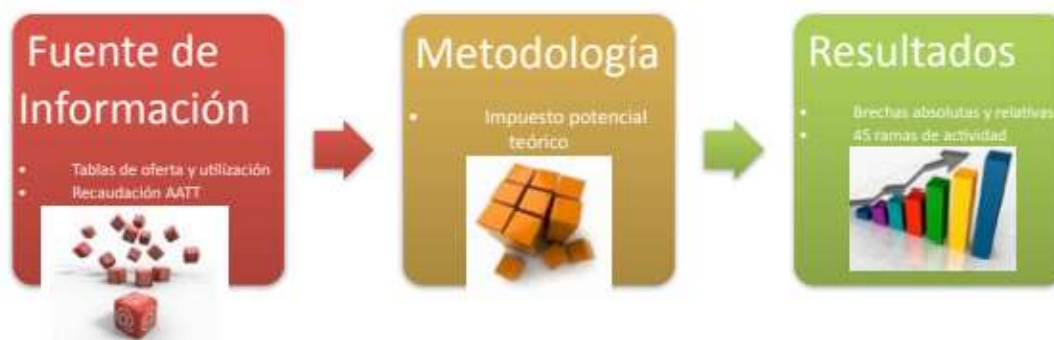 Fuente de
Información
• Tablas de oferta y utilización
• Recaudación AATT
Metodología
• Impuesto potencial
teórico
Resultados
• Brechas absolutas y relativas
• 45 ramas de actividad
@